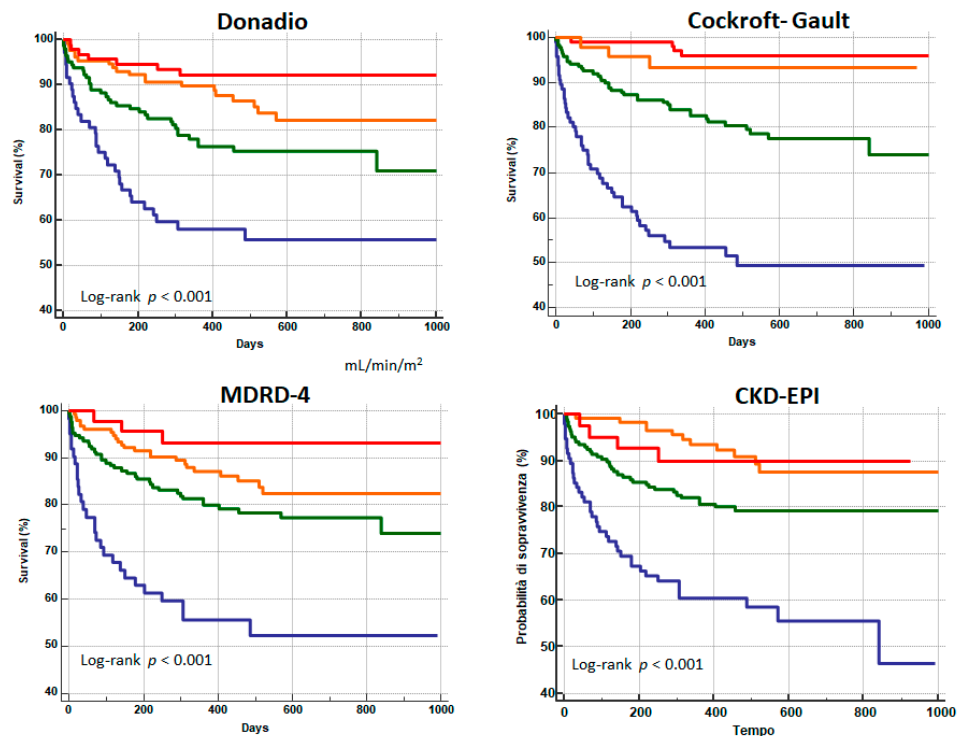 Donadio
100
90
80
70
60
50
40
Survival (%)
Log-rank p < 0.001
0 200 400 600 800 1000
Days
Cockroft- Gault
100
90
80
70
60
50
40
Survival (%)
Log-rank p < 0.001
0 200 400 600 800 1000
Days
mL/min/m²
MDRD-4
100
90
80
70
60
50
40
Survival (%)
Log-rank p < 0.001
0 200 400 600 800 1000
Days
CKD-EPI
100
90
80
70
60
50
40
Probabilità di sopravvivenza (%)
Log-rank p < 0.001
0 200 400 600 800 1000
Tempo